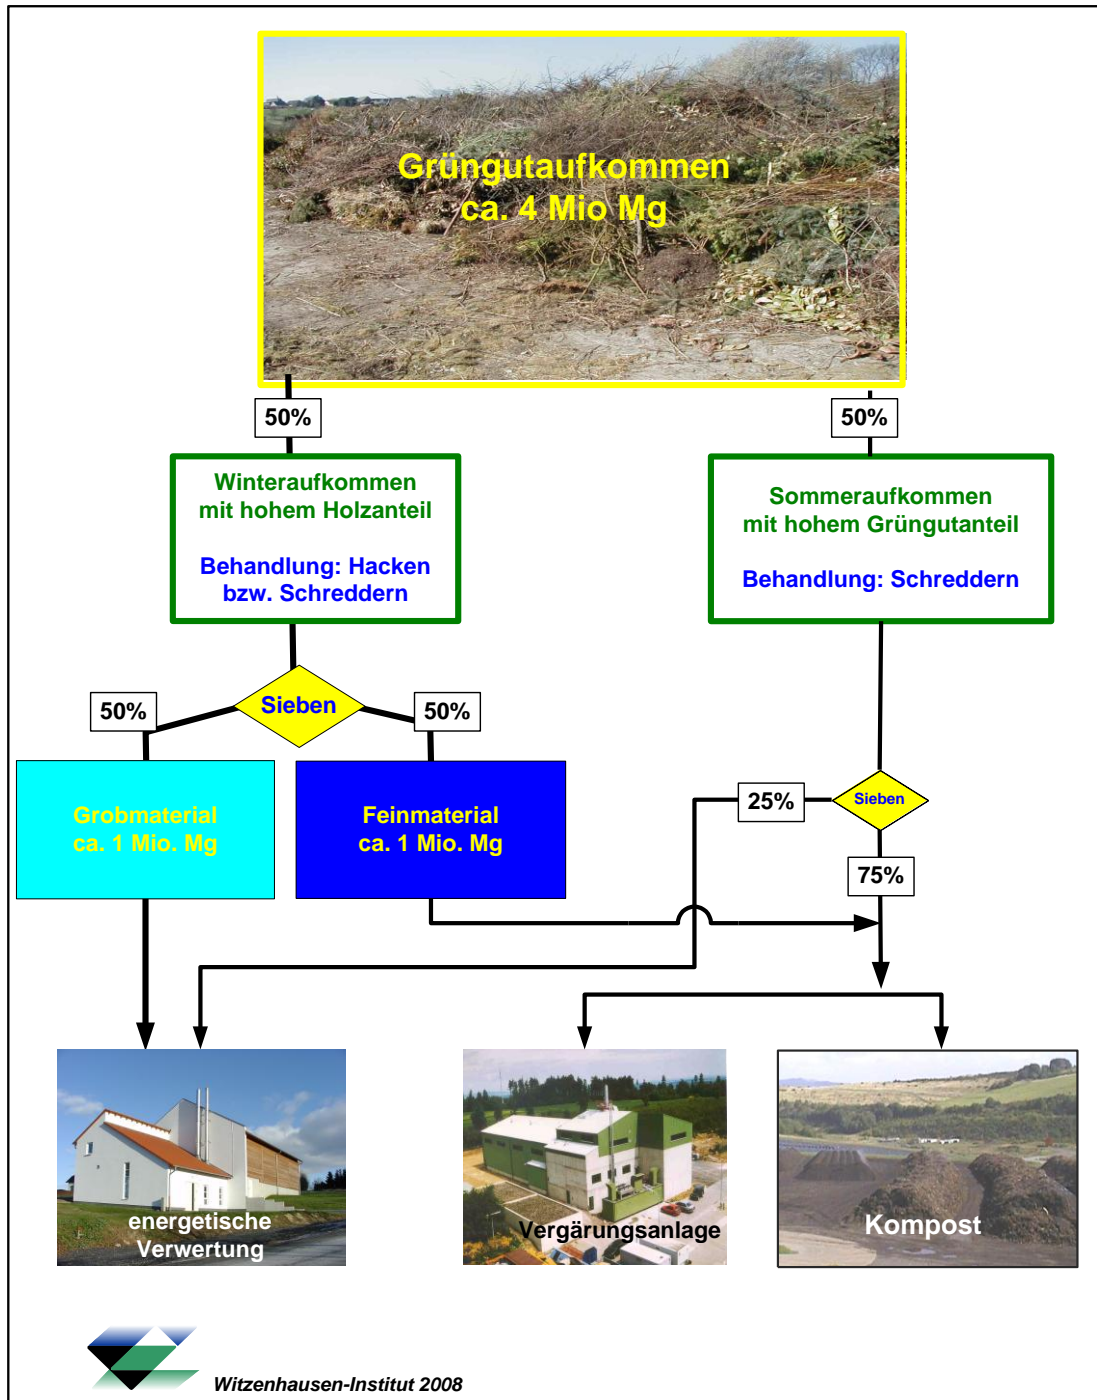 Grüngutaufkommen
ca. 4 Mio Mg
50%
50%
Winteraufkommen
mit hohem Holzanteil
Behandlung: Hacken
bzw. Schreddern
Sommeraufkommen
mit hohem Grüngutanteil
Behandlung: Schreddern
Sieben
50%
50%
Grobmaterial
ca. 1 Mio. Mg
Feinmaterial
ca. 1 Mio. Mg
Sieben
25%
75%
energetische
Verwertung
Vergärungsanlage
Kompost
Witzenhausen-Institut 2008